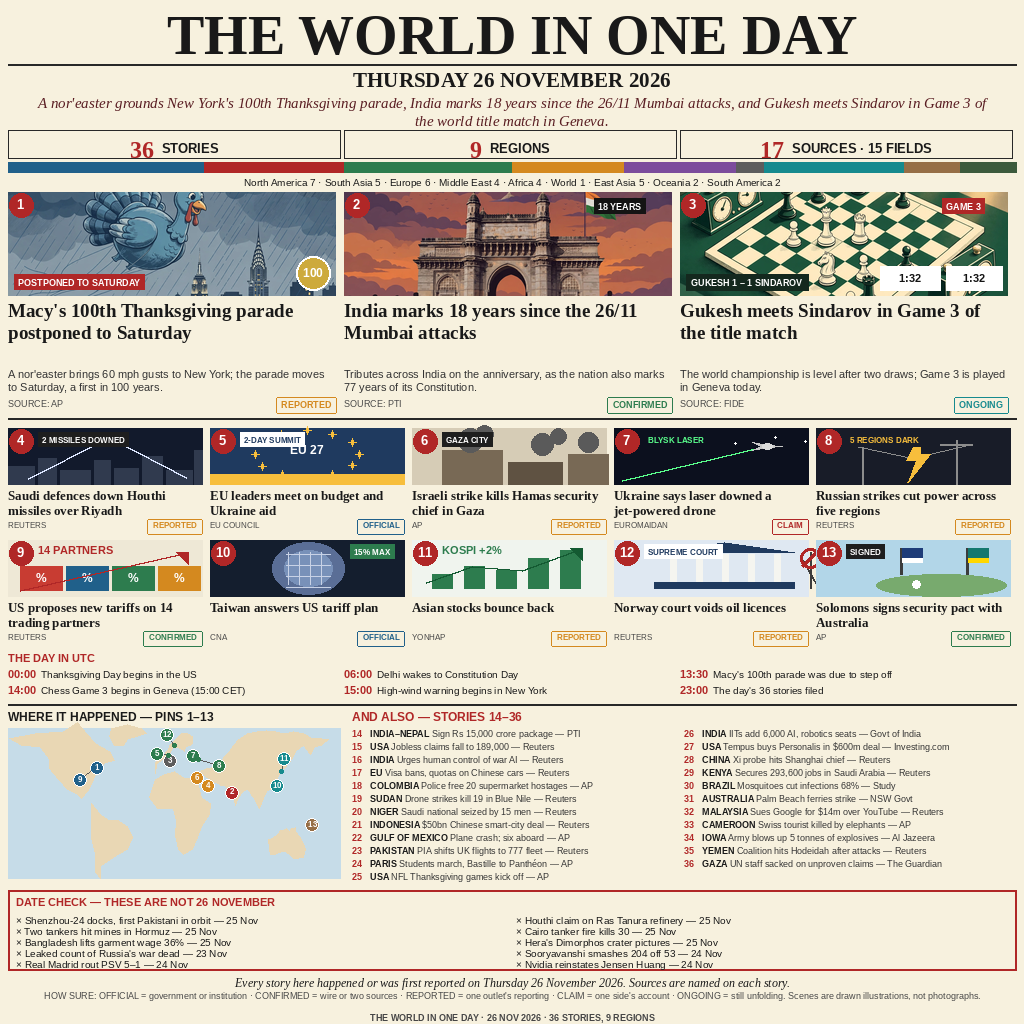 THE WORLD IN ONE DAY
THURSDAY 26 NOVEMBER 2026
A nor'easter grounds New York's 100th Thanksgiving parade, India marks 18 years since the 26/11 Mumbai attacks, and Gukesh meets Sindarov in Game 3 of
the world title match in Geneva.
36 STORIES
9 REGIONS
17 SOURCES · 15 FIELDS
North America 7 · South Asia 5 · Europe 6 · Middle East 4 · Africa 4 · World 1 · East Asia 5 · Oceania 2 · South America 2
1
POSTPONED TO SATURDAY
100
Macy's 100th Thanksgiving parade
postponed to Saturday
A nor'easter brings 60 mph gusts to New York; the parade moves
to Saturday, a first in 100 years.
SOURCE: AP
REPORTED
2
18 YEARS
India marks 18 years since the 26/11
Mumbai attacks
Tributes across India on the anniversary, as the nation also marks
77 years of its Constitution.
SOURCE: PTI
CONFIRMED
3
GAME 3
GUKESH 1 – 1 SINDAROV
1:32
1:32
Gukesh meets Sindarov in Game 3 of
the title match
The world championship is level after two draws; Game 3 is played
in Geneva today.
SOURCE: FIDE
ONGOING
4
2 MISSILES DOWNED
Saudi defences down Houthi
missiles over Riyadh
REUTERS
REPORTED
5
2-DAY SUMMIT
EU 27
EU leaders meet on budget and
Ukraine aid
EU COUNCIL
OFFICIAL
6
GAZA CITY
Israeli strike kills Hamas security
chief in Gaza
AP
REPORTED
7
BLYSK LASER
Ukraine says laser downed a
jet-powered drone
EUROMAIDAN
CLAIM
8
5 REGIONS DARK
Russian strikes cut power across
five regions
REUTERS
REPORTED
9
14 PARTNERS
%
%
%
%
US proposes new tariffs on 14
trading partners
REUTERS
CONFIRMED
10
15% MAX
Taiwan answers US tariff plan
CNA
OFFICIAL
11
KOSPI +2%
Asian stocks bounce back
YONHAP
REPORTED
12
SUPREME COURT
Norway court voids oil licences
REUTERS
REPORTED
13
SIGNED
Solomons signs security pact with
Australia
AP
CONFIRMED
THE DAY IN UTC
00:00 Thanksgiving Day begins in the US
06:00 Delhi wakes to Constitution Day
13:30 Macy's 100th parade was due to step off
14:00 Chess Game 3 begins in Geneva (15:00 CET)
15:00 High-wind warning begins in New York
23:00 The day's 36 stories filed
WHERE IT HAPPENED — PINS 1–13
12
5
3
7
8
11
1
9
6
4
2
10
13
AND ALSO — STORIES 14–36
14 INDIA–NEPAL Sign Rs 15,000 crore package — PTI
15 USA Jobless claims fall to 189,000 — Reuters
16 INDIA Urges human control of war AI — Reuters
17 EU Visa bans, quotas on Chinese cars — Reuters
18 COLOMBIA Police free 20 supermarket hostages — AP
19 SUDAN Drone strikes kill 19 in Blue Nile — Reuters
20 NIGER Saudi national seized by 15 men — Reuters
21 INDONESIA $50bn Chinese smart-city deal — Reuters
22 GULF OF MEXICO Plane crash; six aboard — AP
23 PAKISTAN PIA shifts UK flights to 777 fleet — Reuters
24 PARIS Students march, Bastille to Panthéon — AP
25 USA NFL Thanksgiving games kick off — AP
26 INDIA IITs add 6,000 AI, robotics seats — Govt of India
27 USA Tempus buys Personalis in $600m deal — Investing.com
28 CHINA Xi probe hits Shanghai chief — Reuters
29 KENYA Secures 293,600 jobs in Saudi Arabia — Reuters
30 BRAZIL Mosquitoes cut infections 68% — Study
31 AUSTRALIA Palm Beach ferries strike — NSW Govt
32 MALAYSIA Sues Google for $14m over YouTube — Reuters
33 CAMEROON Swiss tourist killed by elephants — AP
34 IOWA Army blows up 5 tonnes of explosives — Al Jazeera
35 YEMEN Coalition hits Hodeidah after attacks — Reuters
36 GAZA UN staff sacked on unproven claims — The Guardian
DATE CHECK — THESE ARE NOT 26 NOVEMBER
× Shenzhou-24 docks, first Pakistani in orbit — 25 Nov
× Two tankers hit mines in Hormuz — 25 Nov
× Bangladesh lifts garment wage 36% — 25 Nov
× Leaked count of Russia's war dead — 23 Nov
× Real Madrid rout PSV 5–1 — 24 Nov
× Houthi claim on Ras Tanura refinery — 25 Nov
× Cairo tanker fire kills 30 — 25 Nov
× Hera's Dimorphos crater pictures — 25 Nov
× Sooryavanshi smashes 204 off 53 — 24 Nov
× Nvidia reinstates Jensen Huang — 24 Nov
Every story here happened or was first reported on Thursday 26 November 2026. Sources are named on each story.
HOW SURE: OFFICIAL = government or institution · CONFIRMED = wire or two sources · REPORTED = one outlet's reporting · CLAIM = one side's account · ONGOING = still unfolding. Scenes are drawn illustrations, not photographs.
THE WORLD IN ONE DAY · 26 NOV 2026 · 36 STORIES, 9 REGIONS